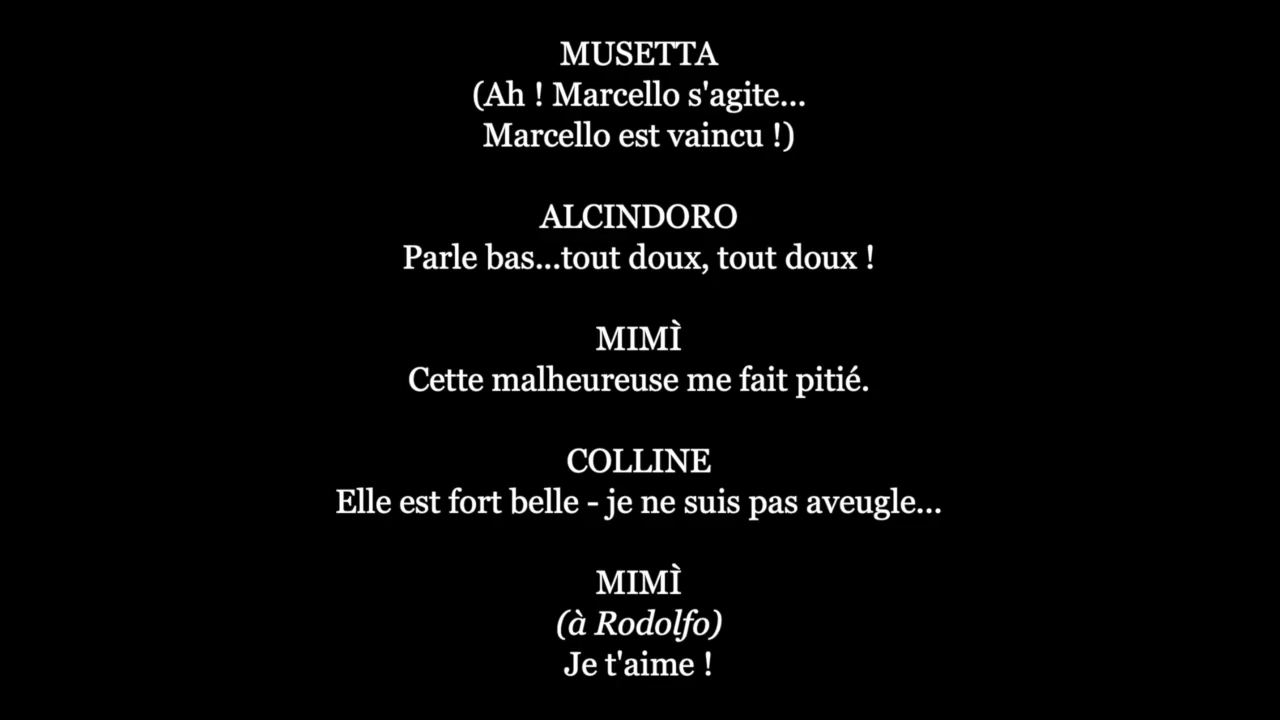 MUSETTA
(Ah ! Marcello s'agite...
Marcello est vaincu !)
ALCINDORO
Parle bas...tout doux, tout doux !
MIMÌ
Cette malheureuse me fait pitié.
COLLINE
Elle est fort belle - je ne suis pas aveugle...
MIMÌ
(à Rodolfo)
Je t'aime !